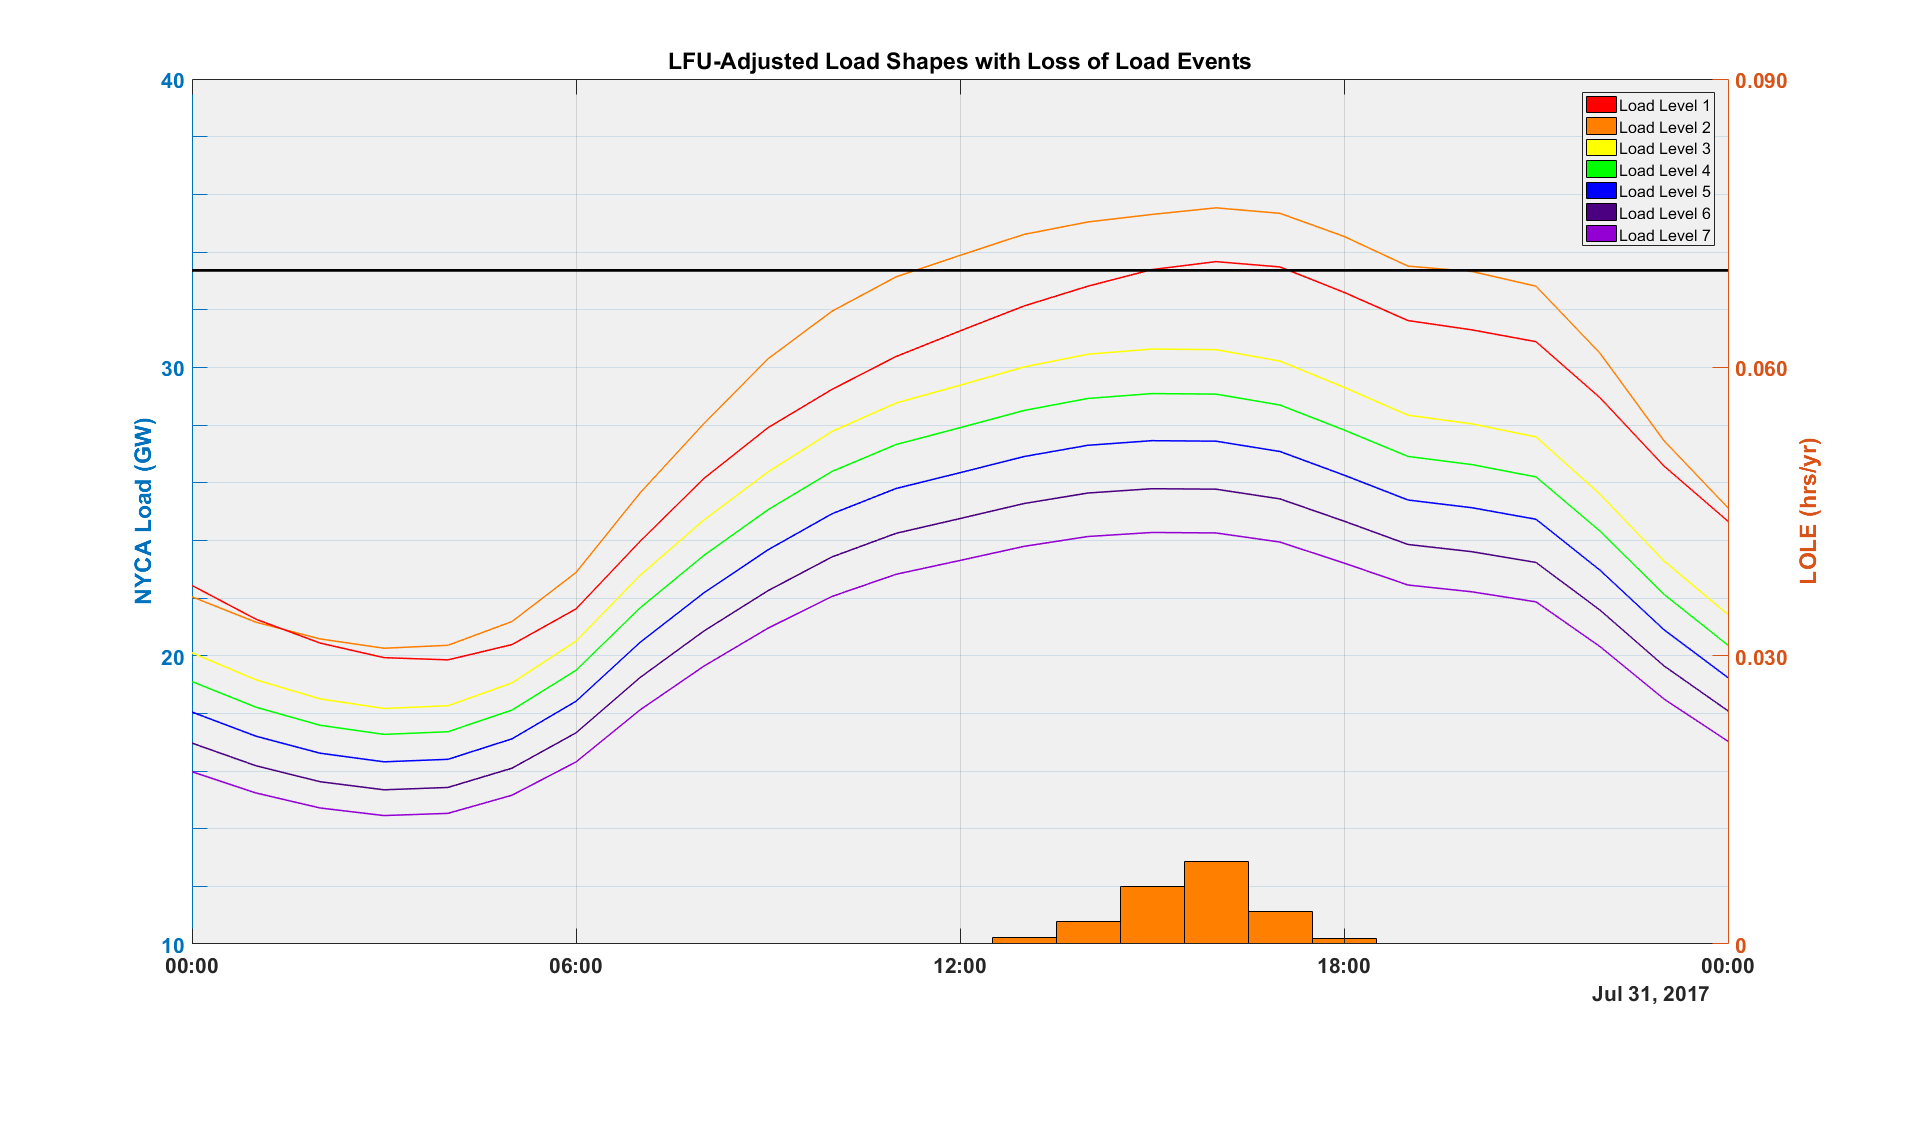 LFU-Adjusted Load Shapes with Loss of Load Events
40
30
20
10
NYCA Load (GW)
0.090
0.060
0.030
0
LOLE (hrs/yr)
Load Level 1
Load Level 2
Load Level 3
Load Level 4
Load Level 5
Load Level 6
Load Level 7
00:00 06:00 12:00 18:00 00:00
Jul 31, 2017